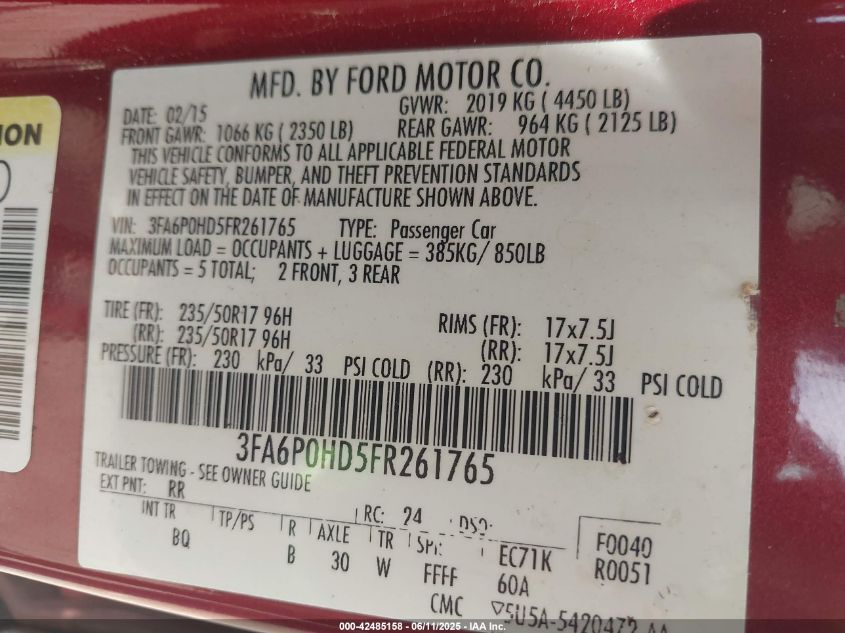 MFD. BY FORD MOTOR CO.
DATE: 02/15 GVWR: 2019 KG ( 4450 LB)
FRONT GAWR: 1066 KG ( 2350 LB) REAR GAWR: 964 KG ( 2125 LB)
THIS VEHICLE CONFORMS TO ALL APPLICABLE FEDERAL MOTOR
VEHICLE SAFETY, BUMPER, AND THEFT PREVENTION STANDARDS
IN EFFECT ON THE DATE OF MANUFACTURE SHOWN ABOVE.
VIN: 3FA6P0HD5FR261765 TYPE: Passenger Car
MAXIMUM LOAD = OCCUPANTS + LUGGAGE = 385KG/ 850LB
OCCUPANTS = 5 TOTAL; 2 FRONT, 3 REAR
TIRE (FR): 235/50R17 96H RIMS (FR): 17x7.5J
(RR): 235/50R17 96H (RR): 17x7.5J
PRESSURE (FR): 230 kPa/ 33 PSI COLD (RR): 230 kPa/ 33 PSI COLD
3FA6P0HD5FR261765
TRAILER TOWING - SEE OWNER GUIDE
EXT PNT: RR RC: 24 DSO:
INT TR TP/PS R AXLE TR SPR: EC71K F0040
BQ B 30 W FFFF 60A R0051
CMC
000-42485158 - 06/11/2025 - IAA Inc.